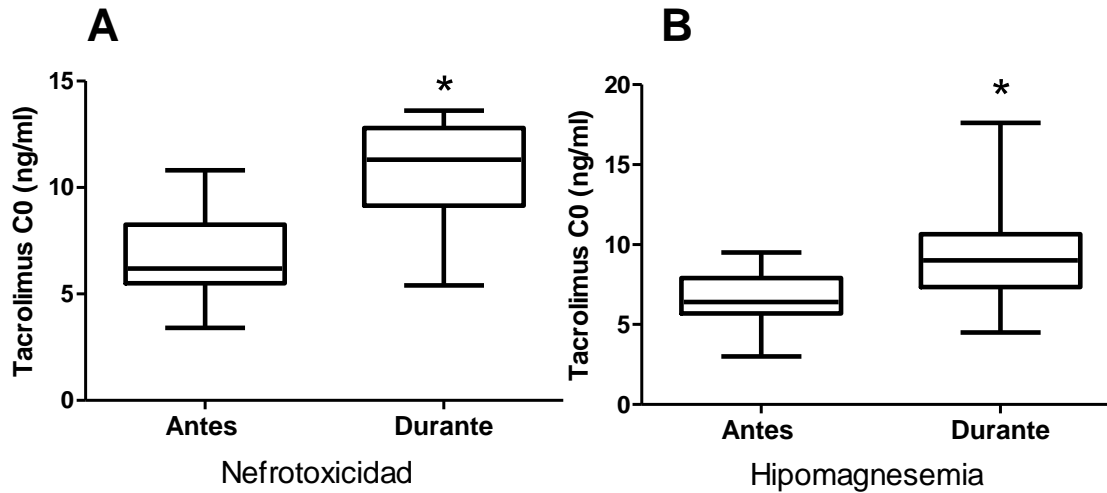 A
Tacrolimus C0 (ng/ml)
15
10
5
0
*
Antes
Durante
Nefrotoxicidad
B
Tacrolimus C0 (ng/ml)
20
15
10
5
0
*
Antes
Durante
Hipomagnesemia